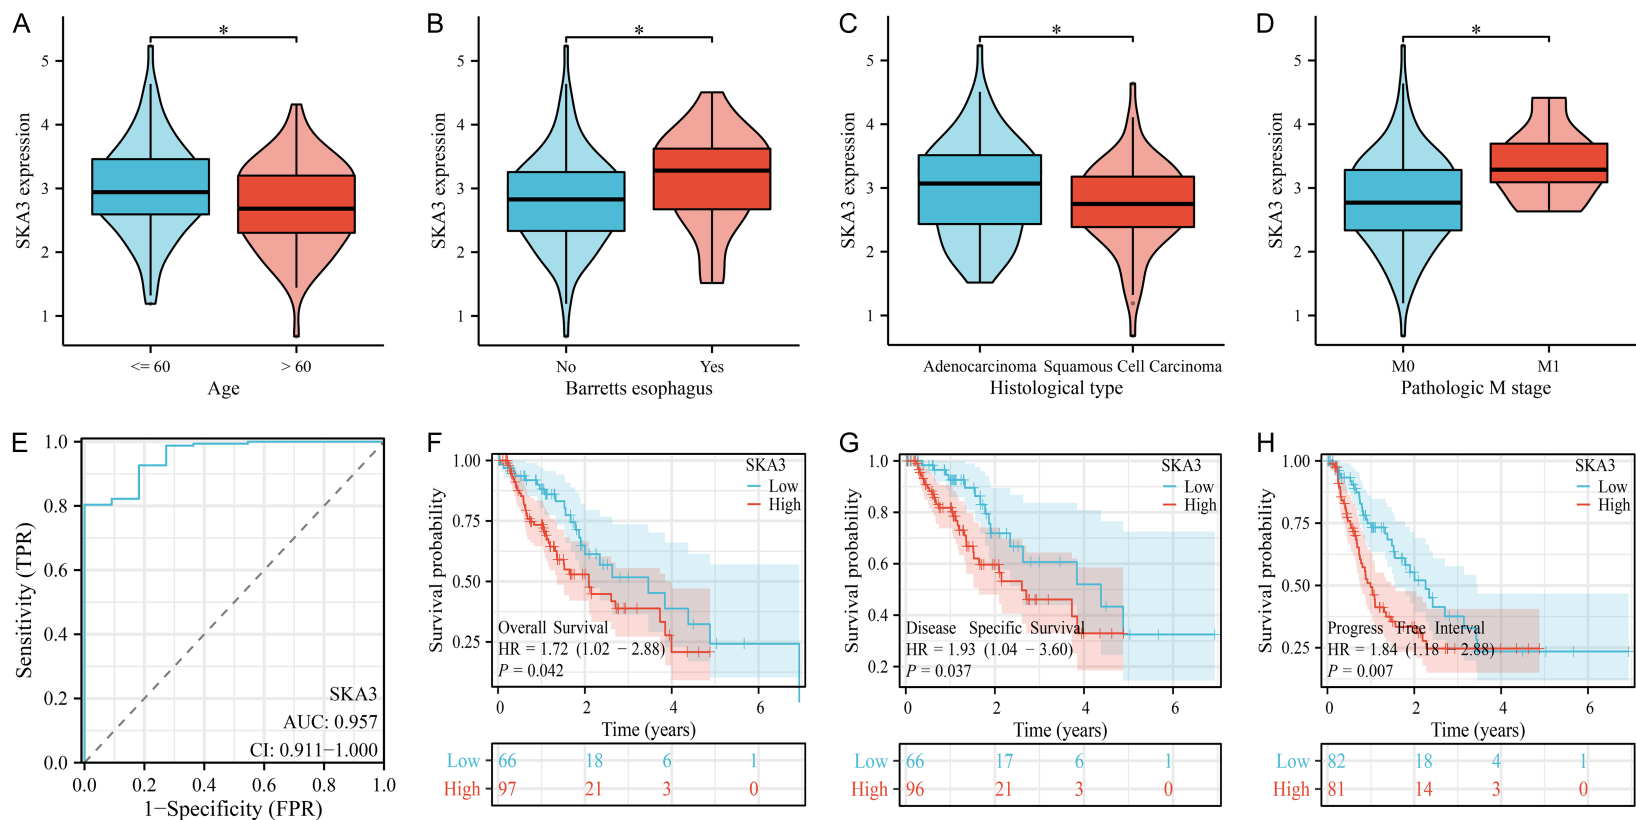 A
*
SKA3 expression
5
4
3
2
1
<= 60
> 60
Age
B
*
SKA3 expression
5
4
3
2
1
No
Yes
Barretts esophagus
C
*
SKA3 expression
5
4
3
2
1
Adenocarcinoma Squamous Cell Carcinoma
Histological type
D
*
SKA3 expression
5
4
3
2
1
M0
M1
Pathologic M stage
E
Sensitivity (TPR)
1.0
0.8
0.6
0.4
0.2
0.0
SKA3
AUC: 0.957
CI: 0.911−1.000
0.0 0.2 0.4 0.6 0.8 1.0
1−Specificity (FPR)
F
Survival probability
1.00
0.75
0.50
0.25
SKA3
Low
High
Overall Survival
HR = 1.72 (1.02 − 2.88)
P = 0.042
0 2 4 6
Time (years)
Low 66 18 6 1
High 97 21 3 0
G
Survival probability
1.0
0.8
0.6
0.4
0.2
SKA3
Low
High
Disease Specific Survival
HR = 1.93 (1.04 − 3.60)
P = 0.037
0 2 4 6
Time (years)
Low 66 17 6 1
High 96 21 3 0
H
Survival probability
1.00
0.75
0.50
0.25
SKA3
Low
High
Progress Free Interval
HR = 1.84 (1.18 − 2.88)
P = 0.007
0 2 4 6
Time (years)
Low 82 18 4 1
High 81 14 3 0